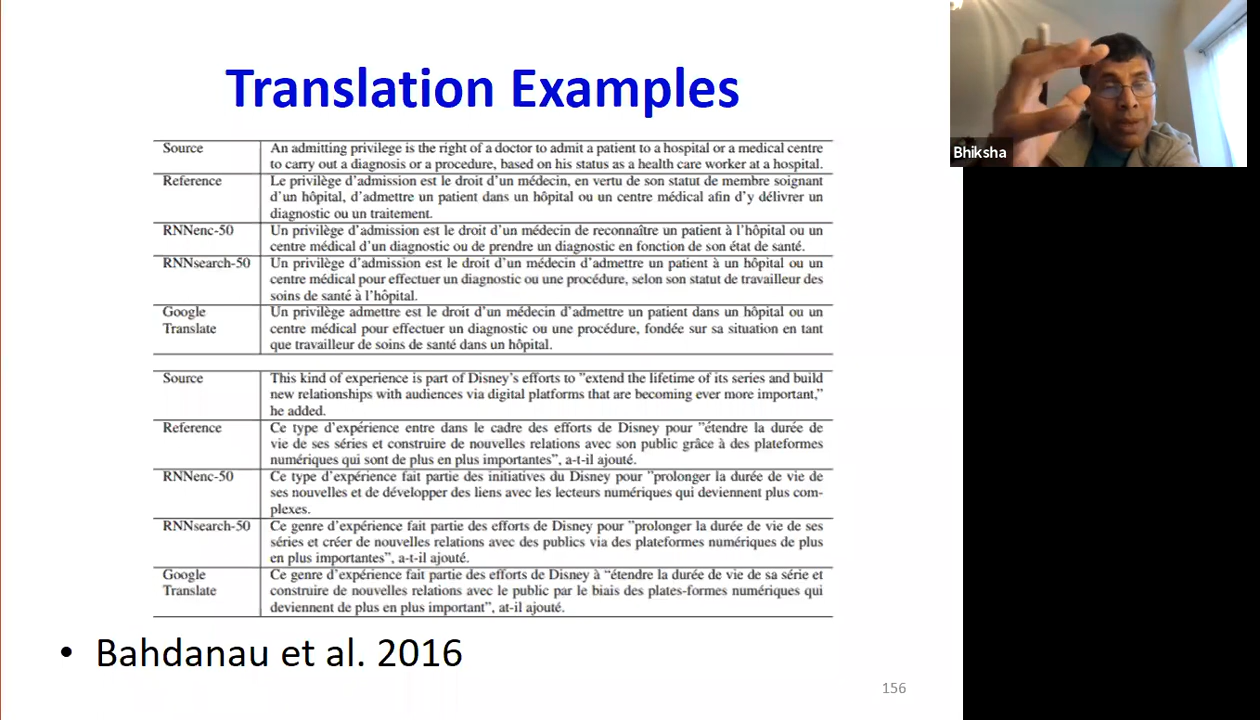 Translation Examples
Source An admitting privilege is the right of a doctor to admit a patient to a hospital or a medical centre
to carry out a diagnosis or a procedure, based on his status as a health care worker at a hospital.
Reference Le privilège d'admission est le droit d'un médecin, en vertu de son statut de membre soignant
d'un hôpital, d'admettre un patient dans un hôpital ou un centre médical afin d'y délivrer un
diagnostic ou un traitement.
RNNenc-50 Un privilège d'admission est le droit d'un médecin de reconnaître un patient à l'hôpital ou un
centre médical d'un diagnostic ou de prendre un diagnostic en fonction de son état de santé.
RNNsearch-50 Un privilège d'admission est le droit d'un médecin d'admettre un patient à un hôpital ou un
centre médical pour effectuer un diagnostic ou une procédure, selon son statut de travailleur des
soins de santé à l'hôpital.
Google Un privilège admettre est le droit d'un médecin d'admettre un patient dans un hôpital ou un
Translate centre médical pour effectuer un diagnostic ou une procédure, fondée sur sa situation en tant
que travailleur de soins de santé dans un hôpital.
Source This kind of experience is part of Disney's efforts to "extend the lifetime of its series and build
new relationships with audiences via digital platforms that are becoming ever more important,"
he added.
Reference Ce type d'expérience entre dans le cadre des efforts de Disney pour "étendre la durée de
vie de ses séries et construire de nouvelles relations avec son public grâce à des plateformes
numériques qui sont de plus en plus importantes", a-t-il ajouté.
RNNenc-50 Ce type d'expérience fait partie des initiatives du Disney pour "prolonger la durée de vie de
ses nouvelles et de développer des liens avec les lecteurs numériques qui deviennent plus com-
plexes.
RNNsearch-50 Ce genre d'expérience fait partie des efforts de Disney pour "prolonger la durée de vie de ses
séries et créer de nouvelles relations avec des publics via des plateformes numériques de plus
en plus importantes", a-t-il ajouté.
Google Ce genre d'expérience fait partie des efforts de Disney à "étendre la durée de vie de sa série et
Translate construire de nouvelles relations avec le public par le biais des plates-formes numériques qui
deviennent de plus en plus important", at-il ajouté.
• Bahdanau et al. 2016
156
Bhiksha